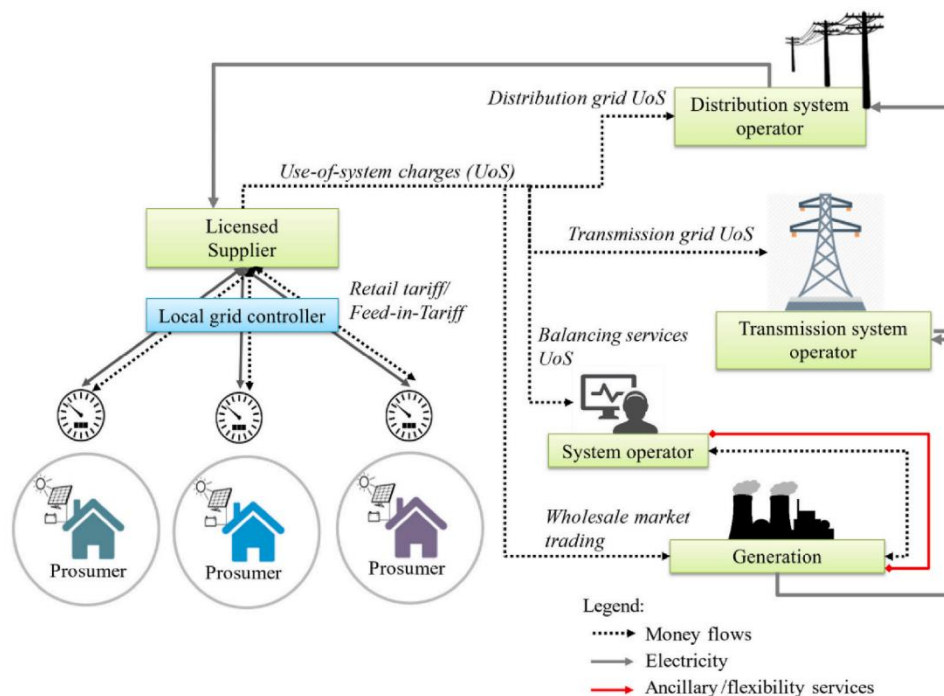 Distribution grid UoS
Distribution system
operator
Use-of-system charges (UoS)
Licensed
Supplier
Transmission grid UoS
Retail tariff/
Feed-in-Tariff
Local grid controller
Transmission system
operator
Balancing services
UoS
System operator
Wholesale market
trading
Generation
Prosumer
Prosumer
Prosumer
Legend:
Money flows
Electricity
Ancillary/flexibility services